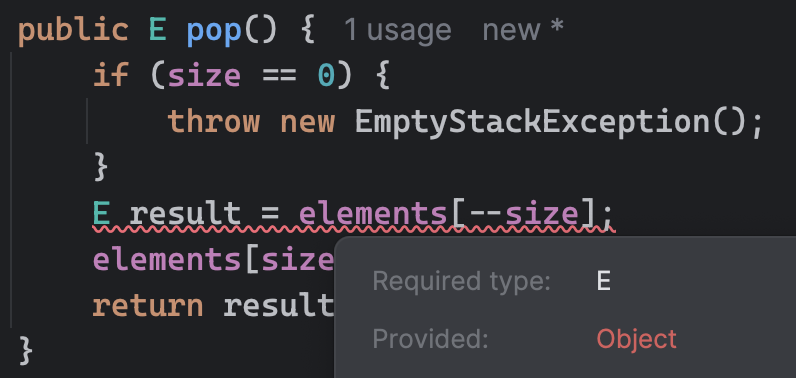 public E pop() { 1 usage new *
if (size == 0) {
throw new EmptyStackException();
}
E result = elements[--size];
elements[size
return result
Required type: E
Provided: Object
}